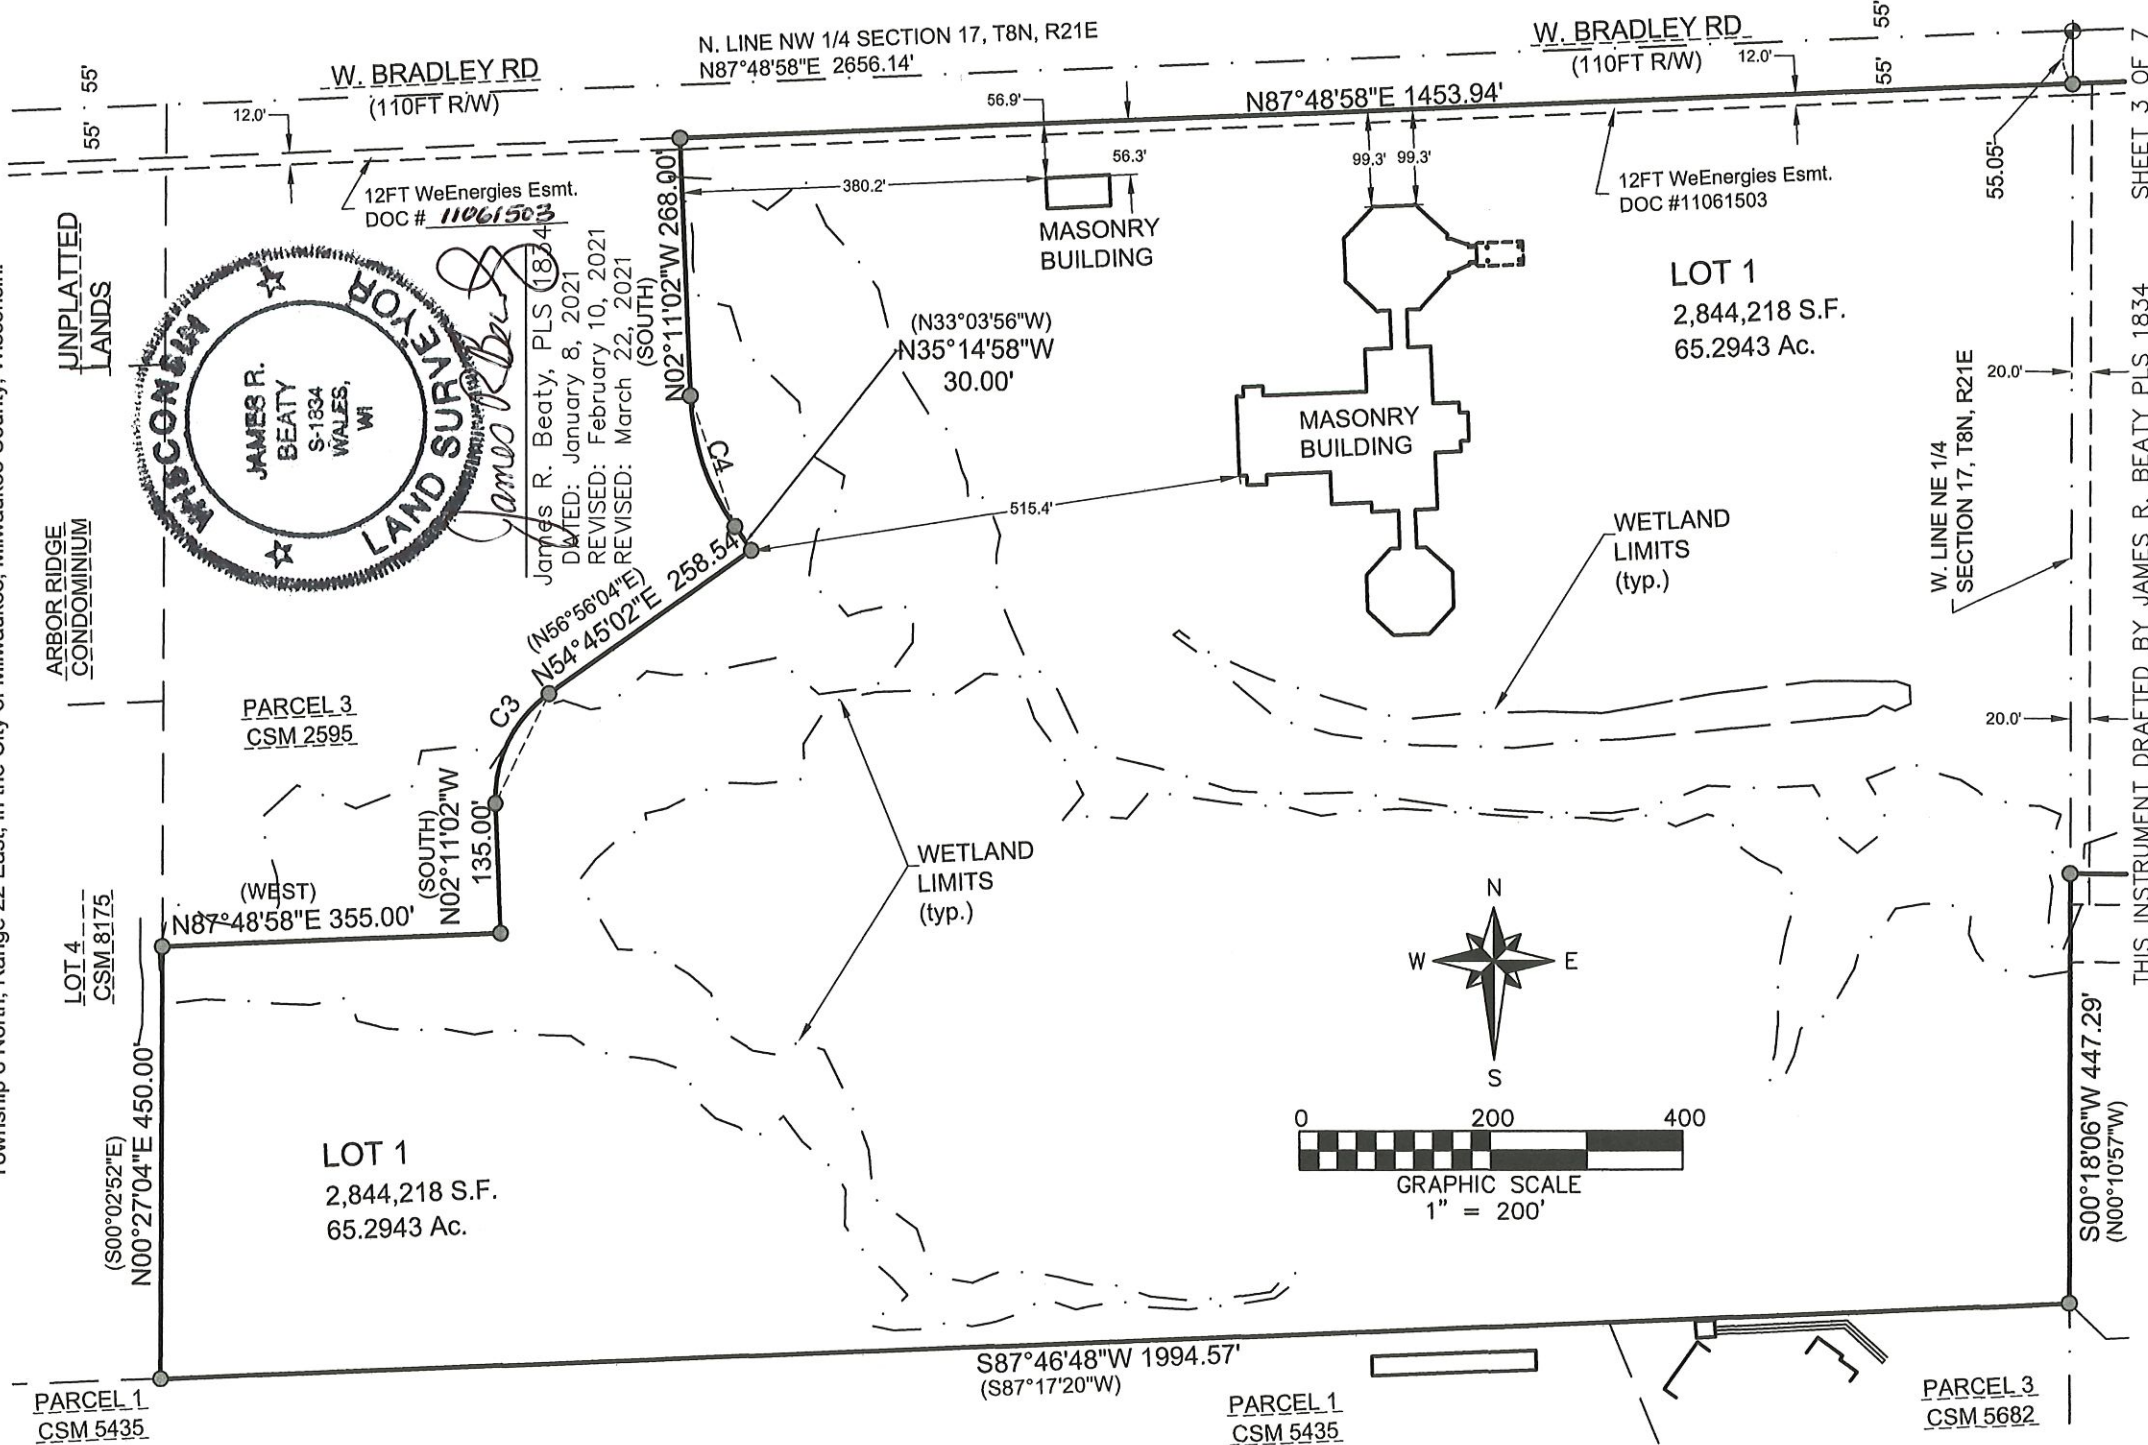 N. LINE NW 1/4 SECTION 17, T8N, R21E
N87°48'58"E 2656.14'
W. BRADLEY RD
(110FT R/W)
W. BRADLEY RD
(110FT R/W)
55'
55'
55'
55'
12.0'
12.0'
56.9'
N87°48'58"E 1453.94'
55.05'
SHEET 3 OF 7
12FT WeEnergies Esmt.
DOC # 11061503
380.2'
56.3'
99.3'
99.3'
12FT WeEnergies Esmt.
DOC #11061503
MASONRY
BUILDING
UNPLATTED
LANDS
WISCONSIN
LAND SURVEYOR
JAMES R.
BEATY
S-1834
WALES,
WI
James R. Beaty, PLS 1834
DATED: January 8, 2021
REVISED: February 10, 2021
REVISED: March 22, 2021
(SOUTH)
N02°11'02"W 268.00'
C4
(N33°03'56"W)
N35°14'58"W
30.00'
LOT 1
2,844,218 S.F.
65.2943 Ac.
MASONRY
BUILDING
515.4'
W. LINE NE 1/4
SECTION 17, T8N, R21E
20.0'
20.0'
WETLAND
LIMITS
(typ.)
ARBOR RIDGE
CONDOMINIUM
(N56°56'04"E)
N54°45'02"E 258.54'
C3
PARCEL 3
CSM 2595
(SOUTH)
N02°11'02"W
135.00'
(WEST)
N87°48'58"E 355.00'
LOT 4
CSM 8175
WETLAND
LIMITS
(typ.)
N
W
E
S
0 200 400
GRAPHIC SCALE
1" = 200'
(S00°02'52"E)
N00°27'04"E 450.00'
LOT 1
2,844,218 S.F.
65.2943 Ac.
S00°18'06"W 447.29'
(N00°10'57"W)
S87°46'48"W 1994.57'
(S87°17'20"W)
PARCEL 1
CSM 5435
PARCEL 1
CSM 5435
PARCEL 3
CSM 5682
THIS INSTRUMENT DRAFTED BY JAMES R. BEATY PLS 1834